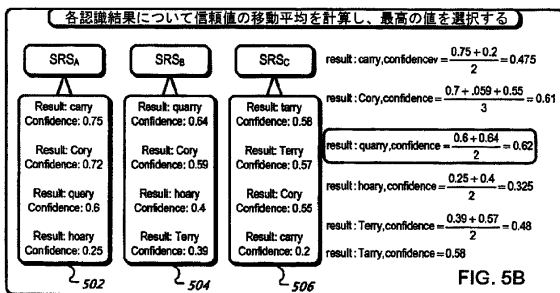 各認識結果について信頼値の移動平均を計算し、最高の値を選択する
SRSA
Result: carry
Confidence: 0.75
Result: Cory
Confidence: 0.72
Result: query
Confidence: 0.6
Result: hoary
Confidence: 0.25
502
SRSB
Result: quarry
Confidence: 0.64
Result: Cory
Confidence: 0.59
Result: hoary
Confidence: 0.4
Result: Terry
Confidence: 0.39
504
SRSC
Result: tarry
Confidence: 0.58
Result: Terry
Confidence: 0.57
Result: Cory
Confidence: 0.55
Result: carry
Confidence: 0.2
506
result: carry,confidencev= (0.75 + 0.2)/2 = 0.475
result: Cory,confidence= (0.7 + .059 + 0.55)/3 = 0.61
result: quarry,confidence= (0.6 + 0.64)/2 = 0.62
result: hoary,confidence= (0.25 + 0.4)/2 = 0.325
result: Terry,confidence= (0.39 + 0.57)/2 = 0.48
result: Tarry,confidence = 0.58
FIG. 5B